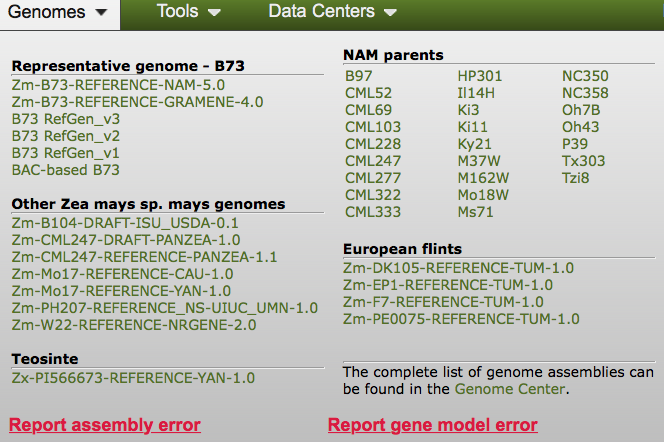 Genomes Tools Data Centers
Representative genome - B73
Zm-B73-REFERENCE-NAM-5.0
Zm-B73-REFERENCE-GRAMENE-4.0
B73 RefGen_v3
B73 RefGen_v2
B73 RefGen_v1
BAC-based B73
Other Zea mays sp. mays genomes
Zm-B104-DRAFT-ISU_USDA-0.1
Zm-CML247-DRAFT-PANZEA-1.0
Zm-CML247-REFERENCE-PANZEA-1.1
Zm-Mo17-REFERENCE-CAU-1.0
Zm-Mo17-REFERENCE-YAN-1.0
Zm-PH207-REFERENCE_NS-UIUC_UMN-1.0
Zm-W22-REFERENCE-NRGENE-2.0
Teosinte
Zx-PI566673-REFERENCE-YAN-1.0
NAM parents
B97 HP301 NC350
CML52 Il14H NC358
CML69 Ki3 Oh7B
CML103 Ki11 Oh43
CML228 Ky21 P39
CML247 M37W Tx303
CML277 M162W Tzi8
CML322 Mo18W
CML333 Ms71
European flints
Zm-DK105-REFERENCE-TUM-1.0
Zm-EP1-REFERENCE-TUM-1.0
Zm-F7-REFERENCE-TUM-1.0
Zm-PE0075-REFERENCE-TUM-1.0
The complete list of genome assemblies can
be found in the Genome Center.
Report assembly error Report gene model error